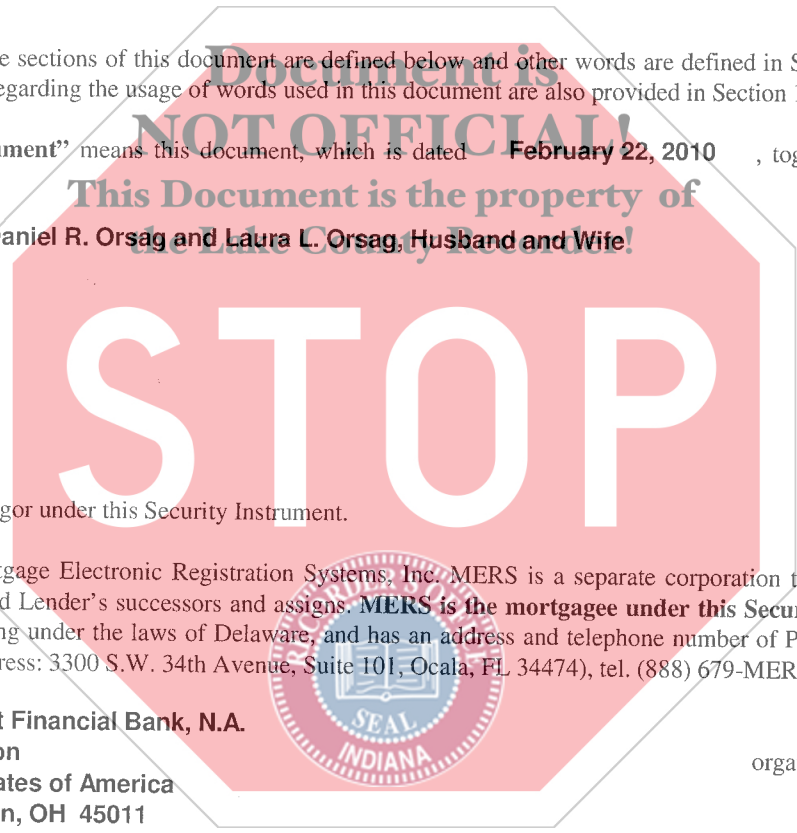 e sections of this document are defined below and other words are defined in S
Document is
egarding the usage of words used in this document are also provided in Section 1
NOT OFFICIAL!
ument” means this document, which is dated February 22, 2010 , tog
This Document is the property of
aniel R. Orsag and Laura L. Orsag, Husband and Wife
the Lake County Recorder!
STOP
gor under this Security Instrument.
tgage Electronic Registration Systems, Inc. MERS is a separate corporation t
d Lender’s successors and assigns. MERS is the mortgagee under this Secur
ng under the laws of Delaware, and has an address and telephone number of P
ress: 3300 S.W. 34th Avenue, Suite 101, Ocala, FL 34474), tel. (888) 679-MER
t Financial Bank, N.A.
on
orga
ates of America
n, OH 45011
RECORDER'S
SEAL
INDIANA